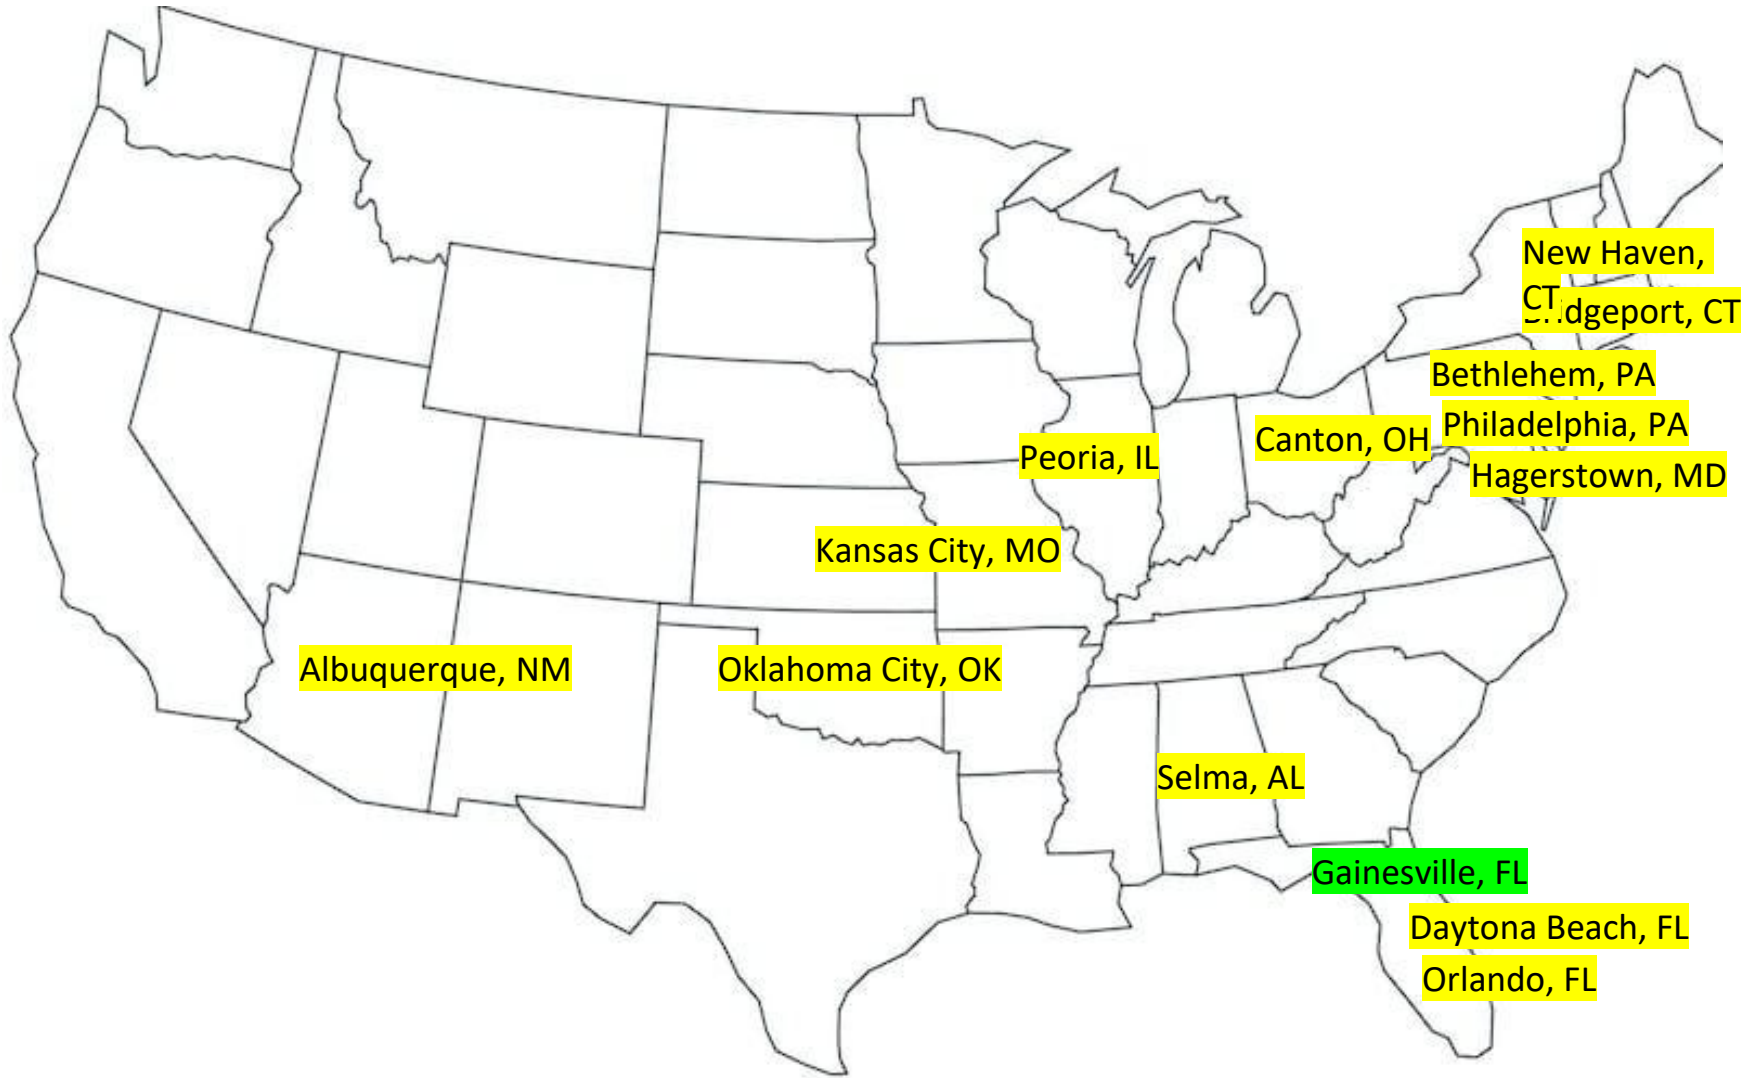 New Haven,
CT
Bridgeport, CT
Bethlehem, PA
Philadelphia, PA
Canton, OH
Peoria, IL
Hagerstown, MD
Kansas City, MO
Albuquerque, NM
Oklahoma City, OK
Selma, AL
Gainesville, FL
Daytona Beach, FL
Orlando, FL